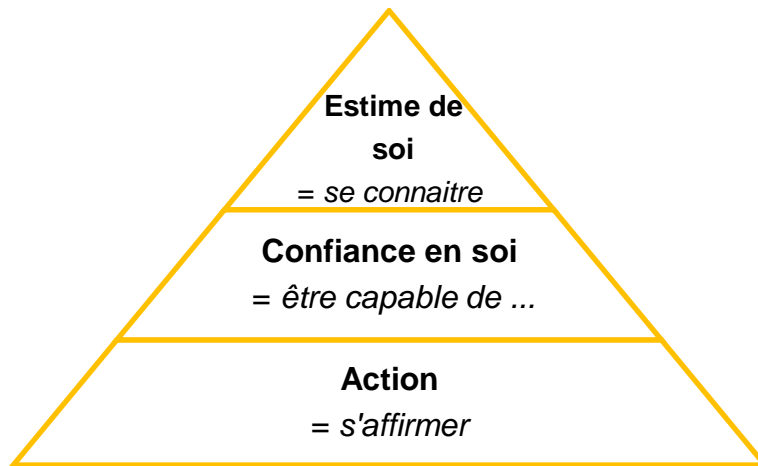 Estime de
soi
= se connaitre
Confiance en soi
= être capable de ...
Action
= s'affirmer